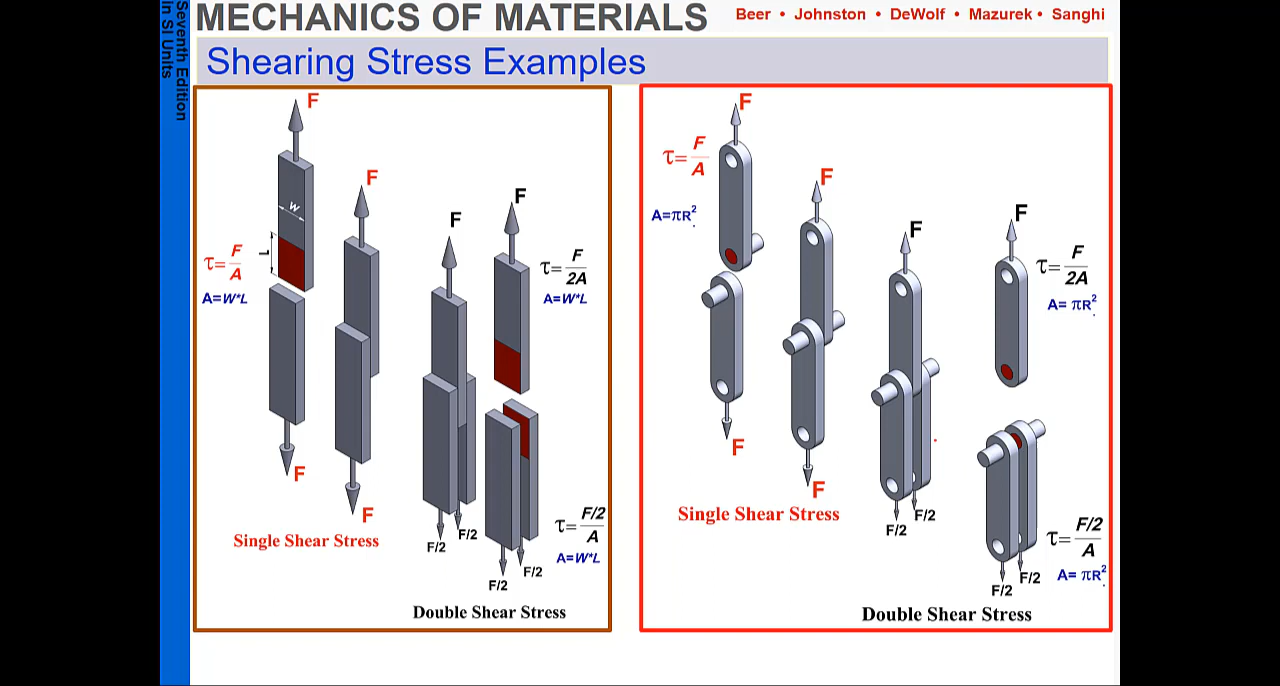 MECHANICS OF MATERIALS
Beer • Johnston • DeWolf • Mazurek • Sanghi
Seventh Edition
in SI Units
Shearing Stress Examples
F
W
L
τ=F/A
A=W*L
F
F
F
Single Shear Stress
F
F/2
F/2
F
τ=F/2A
A=W*L
τ=F/2/A
A=W*L
F/2
F/2
Double Shear Stress
F
τ=F/A
A=πR²
F
F
F
Single Shear Stress
F
F/2
F/2
F
τ=F/2A
A= πR²
τ=F/2/A
A= πR²
F/2
F/2
Double Shear Stress